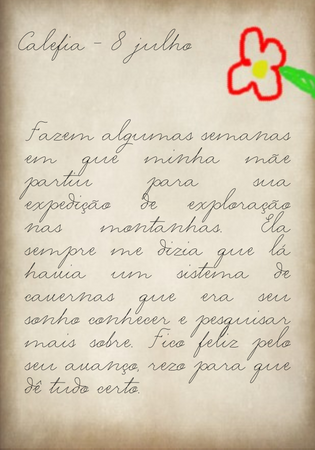 Calefia - 8 julho
Fazem algumas semanas
em que minha mãe
partiu para sua
expedição de exploração
nas montanhas. Ela
sempre me dizia que lá
havia um sistema de
cavernas que era seu
sonho conhecer e pesquisar
mais sobre. Fico feliz pelo
seu avanço, rezo para que
dê tudo certo.